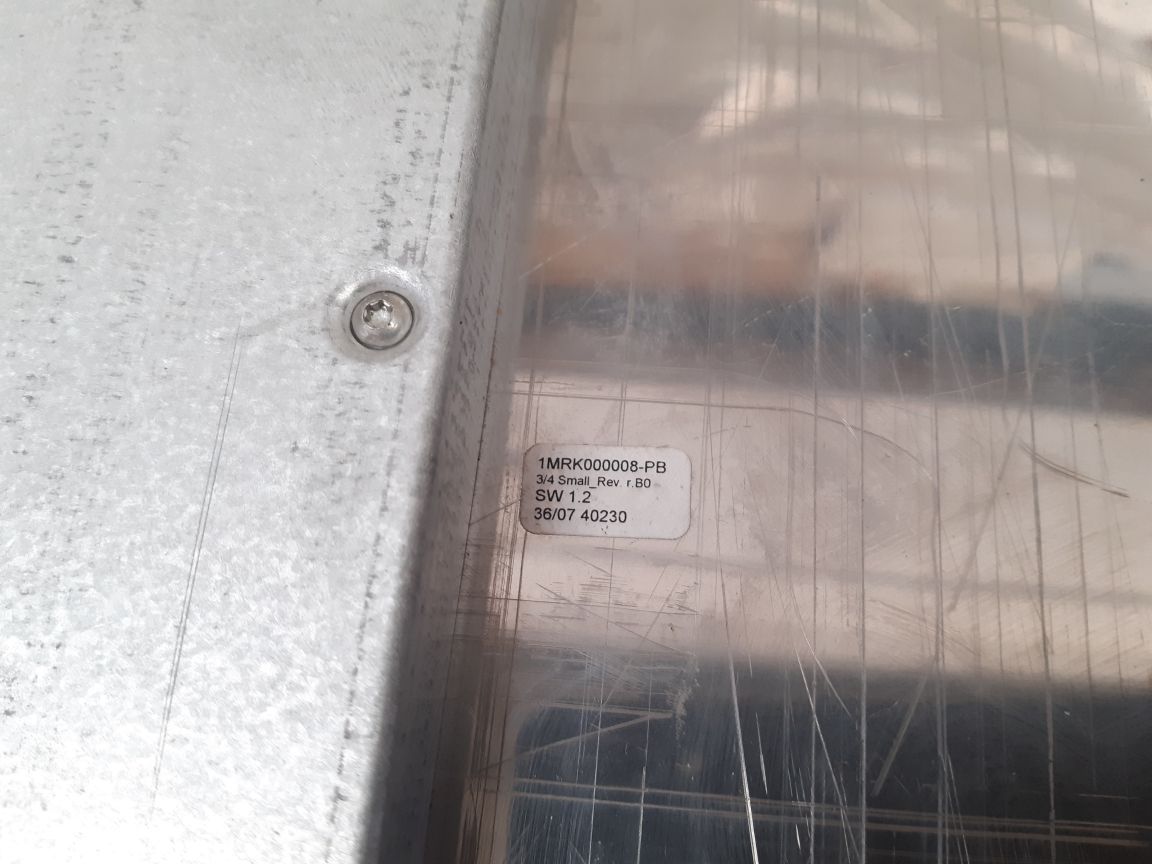 1MRK000008-PB
3/4 Small_Rev. r.B0
SW 1.2
36/07 40230